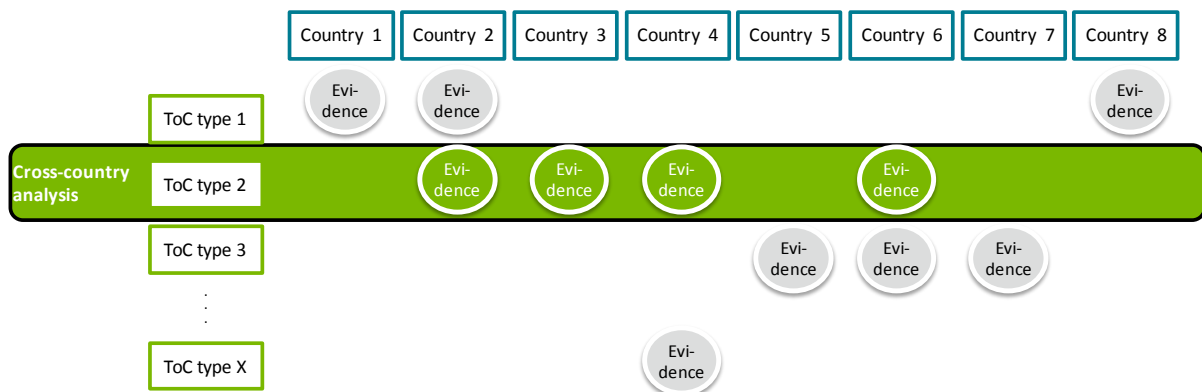 Country 1 Country 2 Country 3 Country 4 Country 5 Country 6 Country 7 Country 8
Evi- Evi- Evi-
dence dence dence
ToC type 1
Cross-country
analysis
ToC type 2
Evi- Evi- Evi- Evi-
dence dence dence dence
ToC type 3
Evi- Evi- Evi-
dence dence dence
.
.
.
ToC type X
Evi-
dence